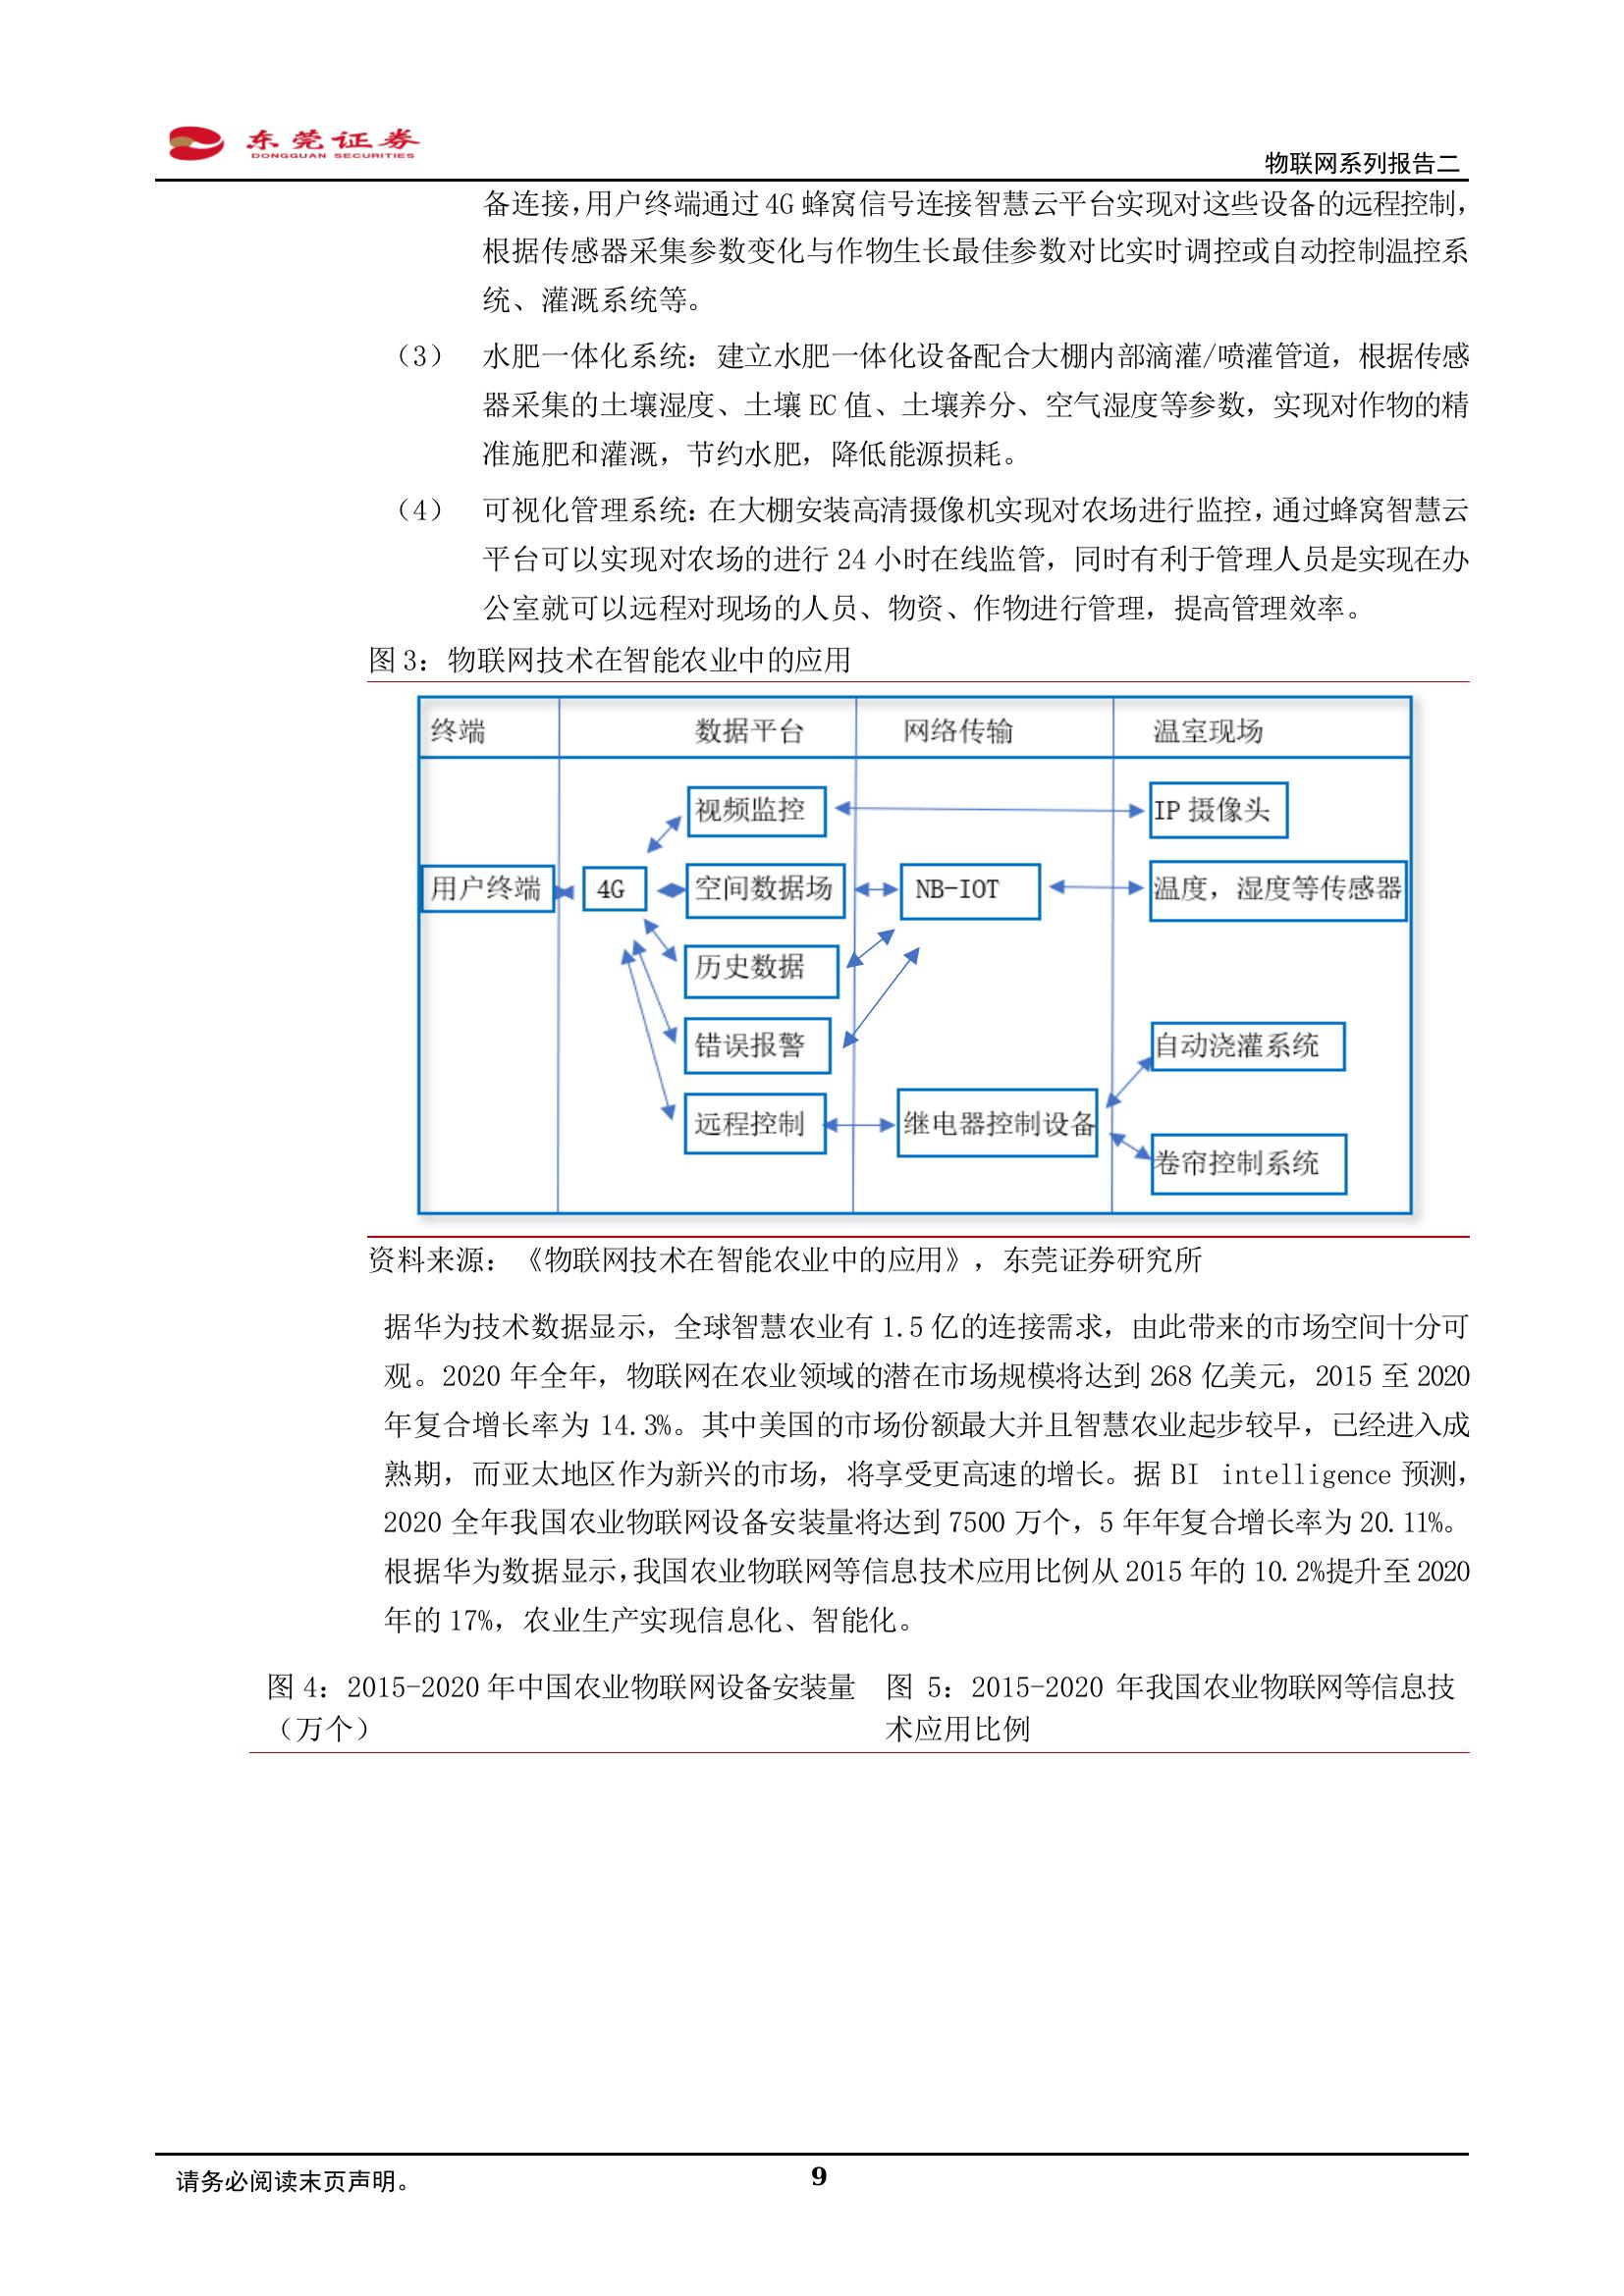 东莞证券
DONGGUAN SECURITIES
物联网系列报告二
备连接,用户终端通过 4G 蜂窝信号连接智慧云平台实现对这些设备的远程控制，
根据传感器采集参数变化与作物生长最佳参数对比实时调控或自动控制温控系
统、灌溉系统等。
（3） 水肥一体化系统：建立水肥一体化设备配合大棚内部滴灌/喷灌管道，根据传感
器采集的土壤湿度、土壤 EC 值、土壤养分、空气湿度等参数，实现对作物的精
准施肥和灌溉，节约水肥，降低能源损耗。
（4） 可视化管理系统：在大棚安装高清摄像机实现对农场进行监控，通过蜂窝智慧云
平台可以实现对农场的进行 24 小时在线监管，同时有利于管理人员是实现在办
公室就可以远程对现场的人员、物资、作物进行管理，提高管理效率。
图 3：物联网技术在智能农业中的应用
终端 数据平台 网络传输 温室现场
视频监控 IP 摄像头
用户终端 4G 空间数据场 NB-IOT 温度，湿度等传感器
历史数据
错误报警 自动浇灌系统
远程控制 继电器控制设备
卷帘控制系统
资料来源：《物联网技术在智能农业中的应用》，东莞证券研究所
据华为技术数据显示，全球智慧农业有 1.5 亿的连接需求，由此带来的市场空间十分可
观。2020 年全年，物联网在农业领域的潜在市场规模将达到 268 亿美元，2015 至 2020
年复合增长率为 14.3%。其中美国的市场份额最大并且智慧农业起步较早，已经进入成
熟期，而亚太地区作为新兴的市场，将享受更高速的增长。据 BI intelligence 预测，
2020 全年我国农业物联网设备安装量将达到 7500 万个，5 年年复合增长率为 20.11%。
根据华为数据显示,我国农业物联网等信息技术应用比例从 2015 年的 10.2%提升至 2020
年的 17%，农业生产实现信息化、智能化。
图 4：2015-2020 年中国农业物联网设备安装量
（万个）
图 5：2015-2020 年我国农业物联网等信息技
术应用比例
请务必阅读末页声明。
9